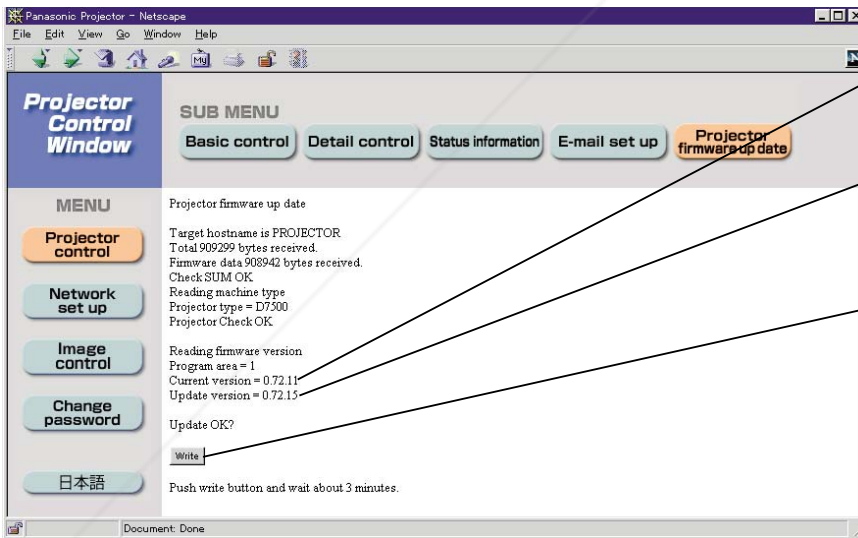 Panasonic Projector - Netscape
File Edit View Go Window Help
My
N
Projector
Control
Window
SUB MENU
Basic control
Detail control
Status information
E-mail set up
Projector
firmware up date
MENU
Projector
control
Network
set up
Image
control
Change
password
日本語
Projector firmware up date
Target hostname is PROJECTOR
Total 909299 bytes received.
Firmware data 908942 bytes received.
Check SUM OK
Reading machine type
Projector type = D7500
Projector Check OK
Reading firmware version
Program area = 1
Current version = 0.72.11
Update version = 0.72.15
Update OK?
Write
Push write button and wait about 3 minutes.
Document: Done